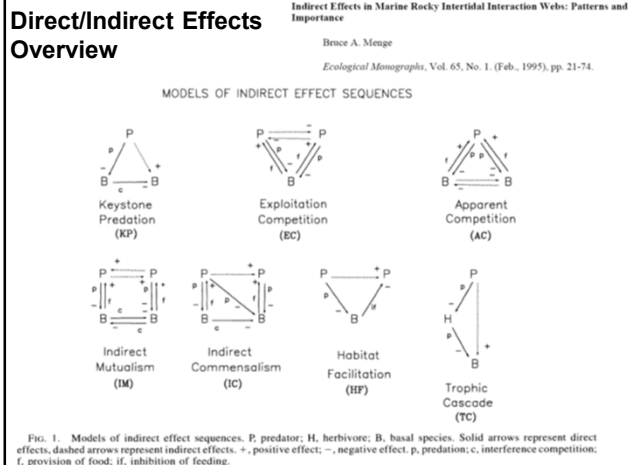 Direct/Indirect Effects
Overview
Indirect Effects in Marine Rocky Intertidal Interaction Webs: Patterns and
Importance
Bruce A. Menge
Ecological Monographs, Vol. 65, No. 1. (Feb., 1995), pp. 21-74.
MODELS OF INDIRECT EFFECT SEQUENCES
P
p
- +
B - B
c
Keystone
Predation
(KP)
P - P
-
+ p f f p
- -
B
Exploitation
Competition
(EC)
P
+ +
f p p f
- -
B - B
-
Apparent
Competition
(AC)
+
P P
+
p f f p
- -
B c B
- c
Indirect
Mutualism
(IM)
P + P
+ +
p f p f p
- -
B c B
-
Indirect
Commensalism
(IC)
P + P
p -
- if
B
Habitat
Facilitation
(HF)
P
p
-
H
p
- +
B
Trophic
Cascade
(TC)
FIG. 1. Models of indirect effect sequences. P, predator; H, herbivore; B, basal species. Solid arrows represent direct
effects, dashed arrows represent indirect effects. +, positive effect; −, negative effect. p, predation; c, interference competition;
f, provision of food; if, inhibition of feeding.